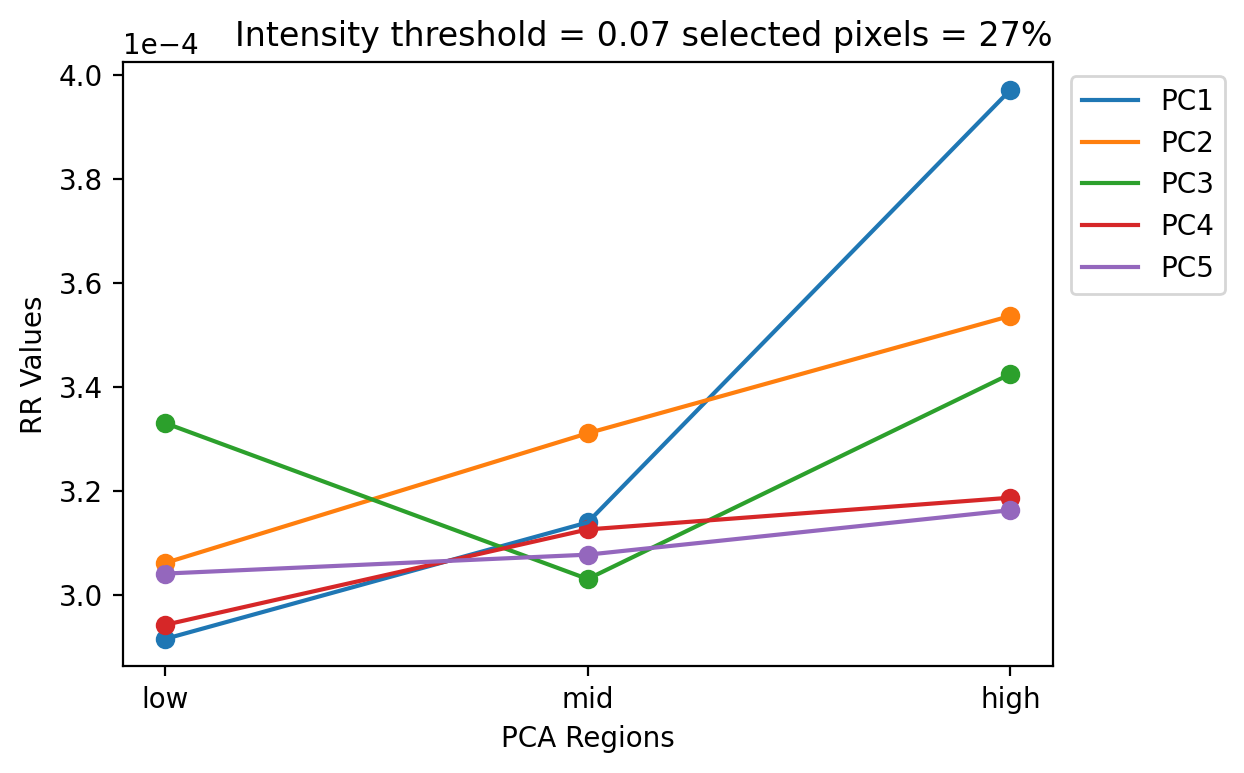 Intensity threshold = 0.07 selected pixels = 27%
1e−4
4.0
3.8
3.6
3.4
3.2
3.0
RR Values
low
mid
high
PCA Regions
PC1
PC2
PC3
PC4
PC5